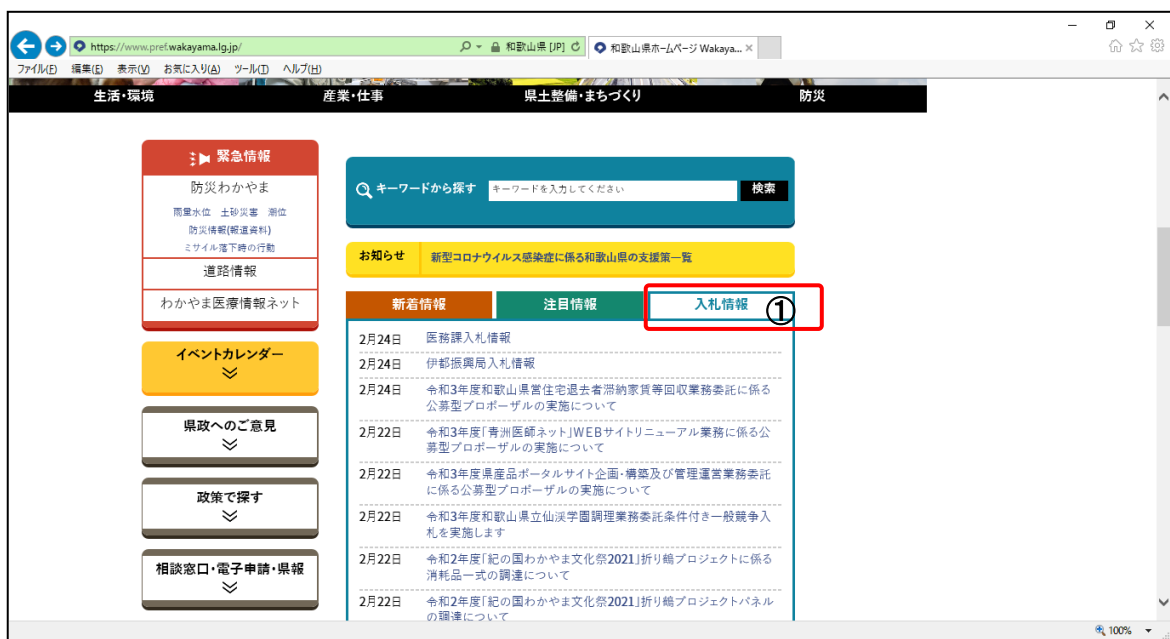 https://www.pref.wakayama.lg.jp/
和歌山県 [JP]
和歌山県ホームページ Wakaya...
ファイル(F) 編集(E) 表示(V) お気に入り(A) ツール(T) ヘルプ(H)
生活・環境 産業・仕事 県土整備・まちづくり 防災
緊急情報
防災わかやま
雨量水位 土砂災害 潮位
防災情報(報道資料)
ミサイル落下時の行動
道路情報
わかやま医療情報ネット
イベントカレンダー
県政へのご意見
政策で探す
相談窓口・電子申請・県報
キーワードから探す キーワードを入力してください 検索
お知らせ 新型コロナウイルス感染症に係る和歌山県の支援策一覧
新着情報 注目情報 入札情報 ①
2月24日 医務課入札情報
2月24日 伊都振興局入札情報
2月24日 令和3年度和歌山県営住宅退去者滞納家賃等回収業務委託に係る
公募型プロポーザルの実施について
2月22日 令和3年度「青洲医師ネット」WEBサイトリニューアル業務に係る公
募型プロポーザルの実施について
2月22日 令和3年度県産品ポータルサイト企画・構築及び管理運営業務委託
に係る公募型プロポーザルの実施について
2月22日 令和3年度和歌山県立仙渓学園調理業務委託条件付き一般競争入
札を実施します
2月22日 令和2年度「紀の国わかやま文化祭2021」折り鶴プロジェクトに係る
消耗品一式の調達について
2月22日 令和2年度「紀の国わかやま文化祭2021」折り鶴プロジェクトパネル
の調達について
100%